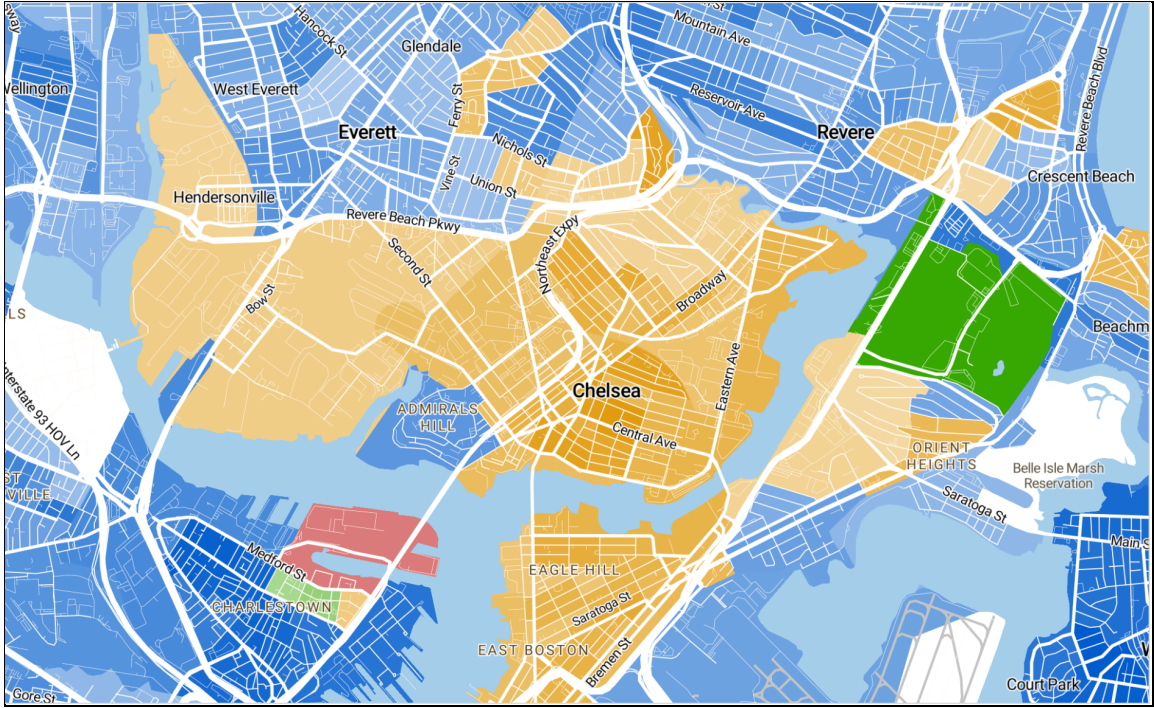 Hancock St
Glendale
Mountain Ave
Wellington
West Everett
Ferry St
Reservoir Ave
Revere Beach Blvd
Everett
Revere
Nichols St
Vine St
Union St
Crescent Beach
Hendersonville
Revere Beach Pkwy
Second St
Northeast Expy
Broadway
Bow St
LS
Beachm
Interstate 93 HOV Ln
Eastern Ave
Chelsea
ADMIRALS
HILL
Central Ave
ORIENT
HEIGHTS
Belle Isle Marsh
Reservation
ST
VILLE
Saratoga St
Main S
Medford St
EAGLE HILL
CHARLESTOWN
Saratoga St
EAST BOSTON
Bremen St
Court Park
Gore St